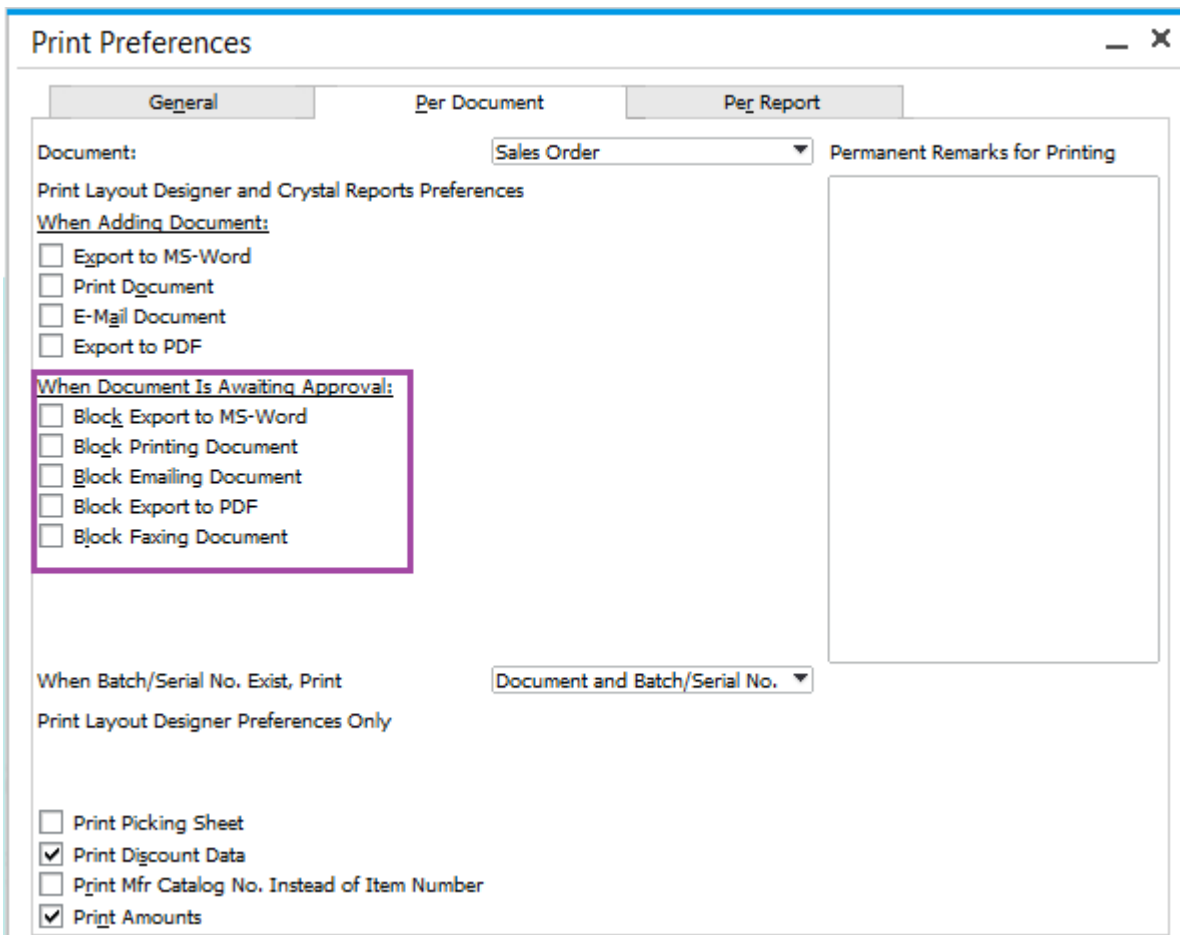 Print Preferences
General Per Document Per Report
Document: Sales Order Permanent Remarks for Printing
Print Layout Designer and Crystal Reports Preferences
When Adding Document:
Export to MS-Word
Print Document
E-Mail Document
Export to PDF
When Document Is Awaiting Approval:
Block Export to MS-Word
Block Printing Document
Block Emailing Document
Block Export to PDF
Block Faxing Document
When Batch/Serial No. Exist, Print Document and Batch/Serial No.
Print Layout Designer Preferences Only
Print Picking Sheet
Print Discount Data
Print Mfr Catalog No. Instead of Item Number
Print Amounts